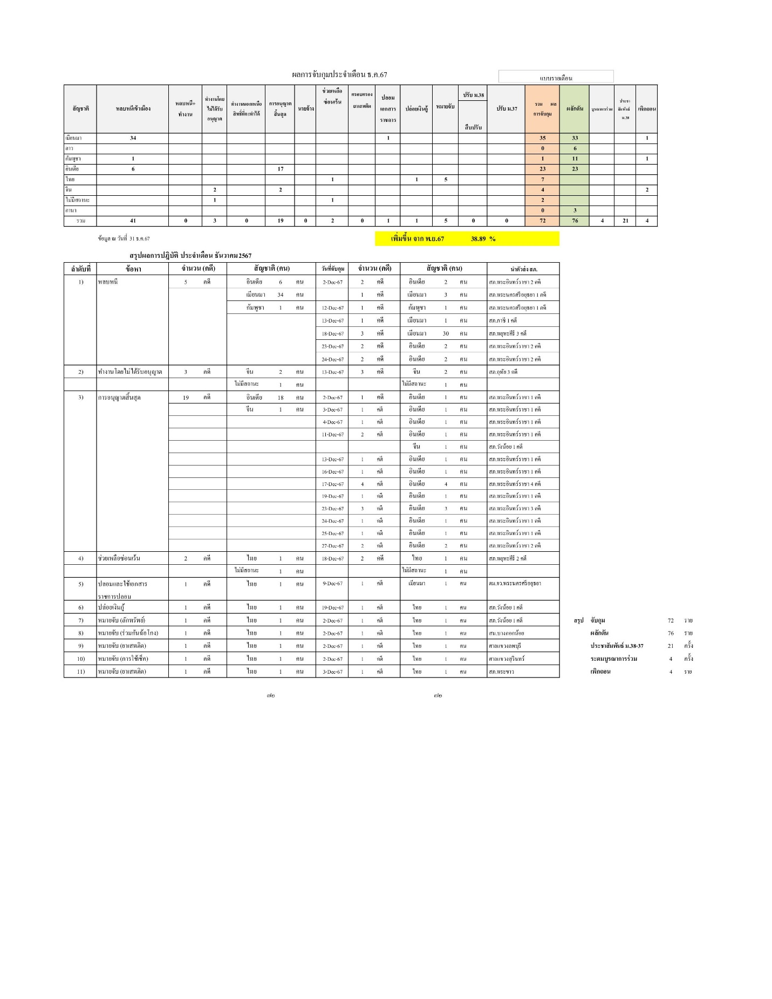 ผลการจับกุมประจำเดือน ธ.ค.67
แบบรายเดือน
สัญชาติ หลบหนีเข้าเมือง หลบหนี+ทำงาน ทำงานโดยไม่ได้รับอนุญาต ทำงานนอกเหนือสิทธิ์ที่จะทำได้ การอนุญาตสิ้นสุด นายจ้าง ช่วยเหลือซ่อนเร้น ครอบครองยาเสพติด ปลอมเอกสารราชการ ปล่อยเงินกู้ หมายจับ ปรับ ม.38 สืบปรับ ปรับ ม.37 รวม ผลการจับกุม ผลักดัน บูรณาการร่วม ประชาสัมพันธ์ ม.38 เพิกถอน
เมียนมา 34 1 35 33 1
ลาว 0 6
กัมพูชา 1 1 11 1
อินเดีย 6 17 23 23
ไทย 1 1 5 7
จีน 2 2 4 2
ไม่มีสถานะ 1 1 2
กานา 0 3
รวม 41 0 3 0 19 0 2 0 1 1 5 0 0 72 76 4 21 4
ข้อมูล ณ วันที่ 31 ธ.ค.67
เพิ่มขึ้น จาก พ.ย.67 38.89 %
สรุปผลการปฎิบัติ ประจำเดือน ธันวาคม2567
ลำดับที่ ข้อหา จำนวน (คดี) สัญชาติ (คน) วันที่จับกุม จำนวน (คดี) สัญชาติ (คน) นำตัวส่ง สภ.
1) หลบหนี 5 คดี อินเดีย 6 คน 2-Dec-67 2 คดี อินเดีย 2 คน สภ.พระอินทร์ราชา 2 คดี
เมียนมา 34 คน 1 คดี เมียนมา 3 คน สภ.พระนครศรีอยุธยา 1 คดี
กัมพูชา 1 คน 12-Dec-67 1 คดี กัมพูชา 1 คน สภ.พระนครศรีอยุธยา 1 คดี
13-Dec-67 1 คดี เมียนมา 1 คน สภ.ภาชี 1 คดี
18-Dec-67 3 คดี เมียนมา 30 คน สภ.พยุหะคีรี 3 คดี
23-Dec-67 2 คดี อินเดีย 2 คน สภ.พระอินทร์ราชา 2 คดี
24-Dec-67 2 คดี อินเดีย 2 คน สภ.พระอินทร์ราชา 2 คดี
2) ทำงานโดยไม่ได้รับอนุญาต 3 คดี จีน 2 คน 13-Dec-67 3 คดี จีน 2 คน สภ.อุทัย 3 คดี
ไม่มีสถานะ 1 คน ไม่มีสถานะ 1 คน
3) การอนุญาตสิ้นสุด 19 คดี อินเดีย 18 คน 2-Dec-67 1 คดี อินเดีย 1 คน สภ.พระอินทร์ราชา 1 คดี
จีน 1 คน 3-Dec-67 1 คดี อินเดีย 1 คน สภ.พระอินทร์ราชา 1 คดี
4-Dec-67 1 คดี อินเดีย 1 คน สภ.พระอินทร์ราชา 1 คดี
11-Dec-67 2 คดี อินเดีย 1 คน สภ.พระอินทร์ราชา 1 คดี
จีน 1 คน สภ.วังน้อย 1 คดี
13-Dec-67 1 คดี อินเดีย 1 คน สภ.พระอินทร์ราชา 1 คดี
16-Dec-67 1 คดี อินเดีย 1 คน สภ.พระอินทร์ราชา 1 คดี
17-Dec-67 4 คดี อินเดีย 4 คน สภ.พระอินทร์ราชา 4 คดี
19-Dec-67 1 คดี อินเดีย 1 คน สภ.พระอินทร์ราชา 1 คดี
23-Dec-67 3 คดี อินเดีย 3 คน สภ.พระอินทร์ราชา 3 คดี
24-Dec-67 1 คดี อินเดีย 1 คน สภ.พระอินทร์ราชา 1 คดี
25-Dec-67 1 คดี อินเดีย 1 คน สภ.พระอินทร์ราชา 1 คดี
27-Dec-67 2 คดี อินเดีย 2 คน สภ.พระอินทร์ราชา 2 คดี
4) ช่วยเหลือซ่อนเร้น 2 คดี ไทย 1 คน 18-Dec-67 2 คดี ไทย 1 คน สภ.พยุหะคีรี 2 คดี
ไม่มีสถานะ 1 คน ไม่มีสถานะ 1 คน
5) ปลอมและใช้เอกสาร 1 คดี ไทย 1 คน 9-Dec-67 1 คดี เมียนมา 1 คน ตม.จว.พระนครศรีอยุธยา
ราชการปลอม
6) ปล่อยเงินกู้ 1 คดี ไทย 1 คน 19-Dec-67 1 คดี ไทย 1 คน สภ.วังน้อย 1 คดี
7) หมายจับ (ลักทรัพย์) 1 คดี ไทย 1 คน 2-Dec-67 1 คดี ไทย 1 คน สภ.วังน้อย 1 คดี สรุป จับกุม 72 ราย
8) หมายจับ (ร่วมกันฉ้อโกง) 1 คดี ไทย 1 คน 2-Dec-67 1 คดี ไทย 1 คน สน.บางกอกน้อย ผลักดัน 76 ราย
9) หมายจับ (ยาเสพติด) 1 คดี ไทย 1 คน 2-Dec-67 1 คดี ไทย 1 คน ศาลแขวงลพบุรี ประชาสัมพันธ์ ม.38-37 21 ครั้ง
10) หมายจับ (การใช้เช็ค) 1 คดี ไทย 1 คน 2-Dec-67 1 คดี ไทย 1 คน ศาลแขวงสุรินทร์ ระดมบูรณาการร่วม 4 ครั้ง
11) หมายจับ (ยาเสพติด) 1 คดี ไทย 1 คน 3-Dec-67 1 คดี ไทย 1 คน สภ.พระขาว เพิกถอน 4 ราย
๗๒ ๗๒